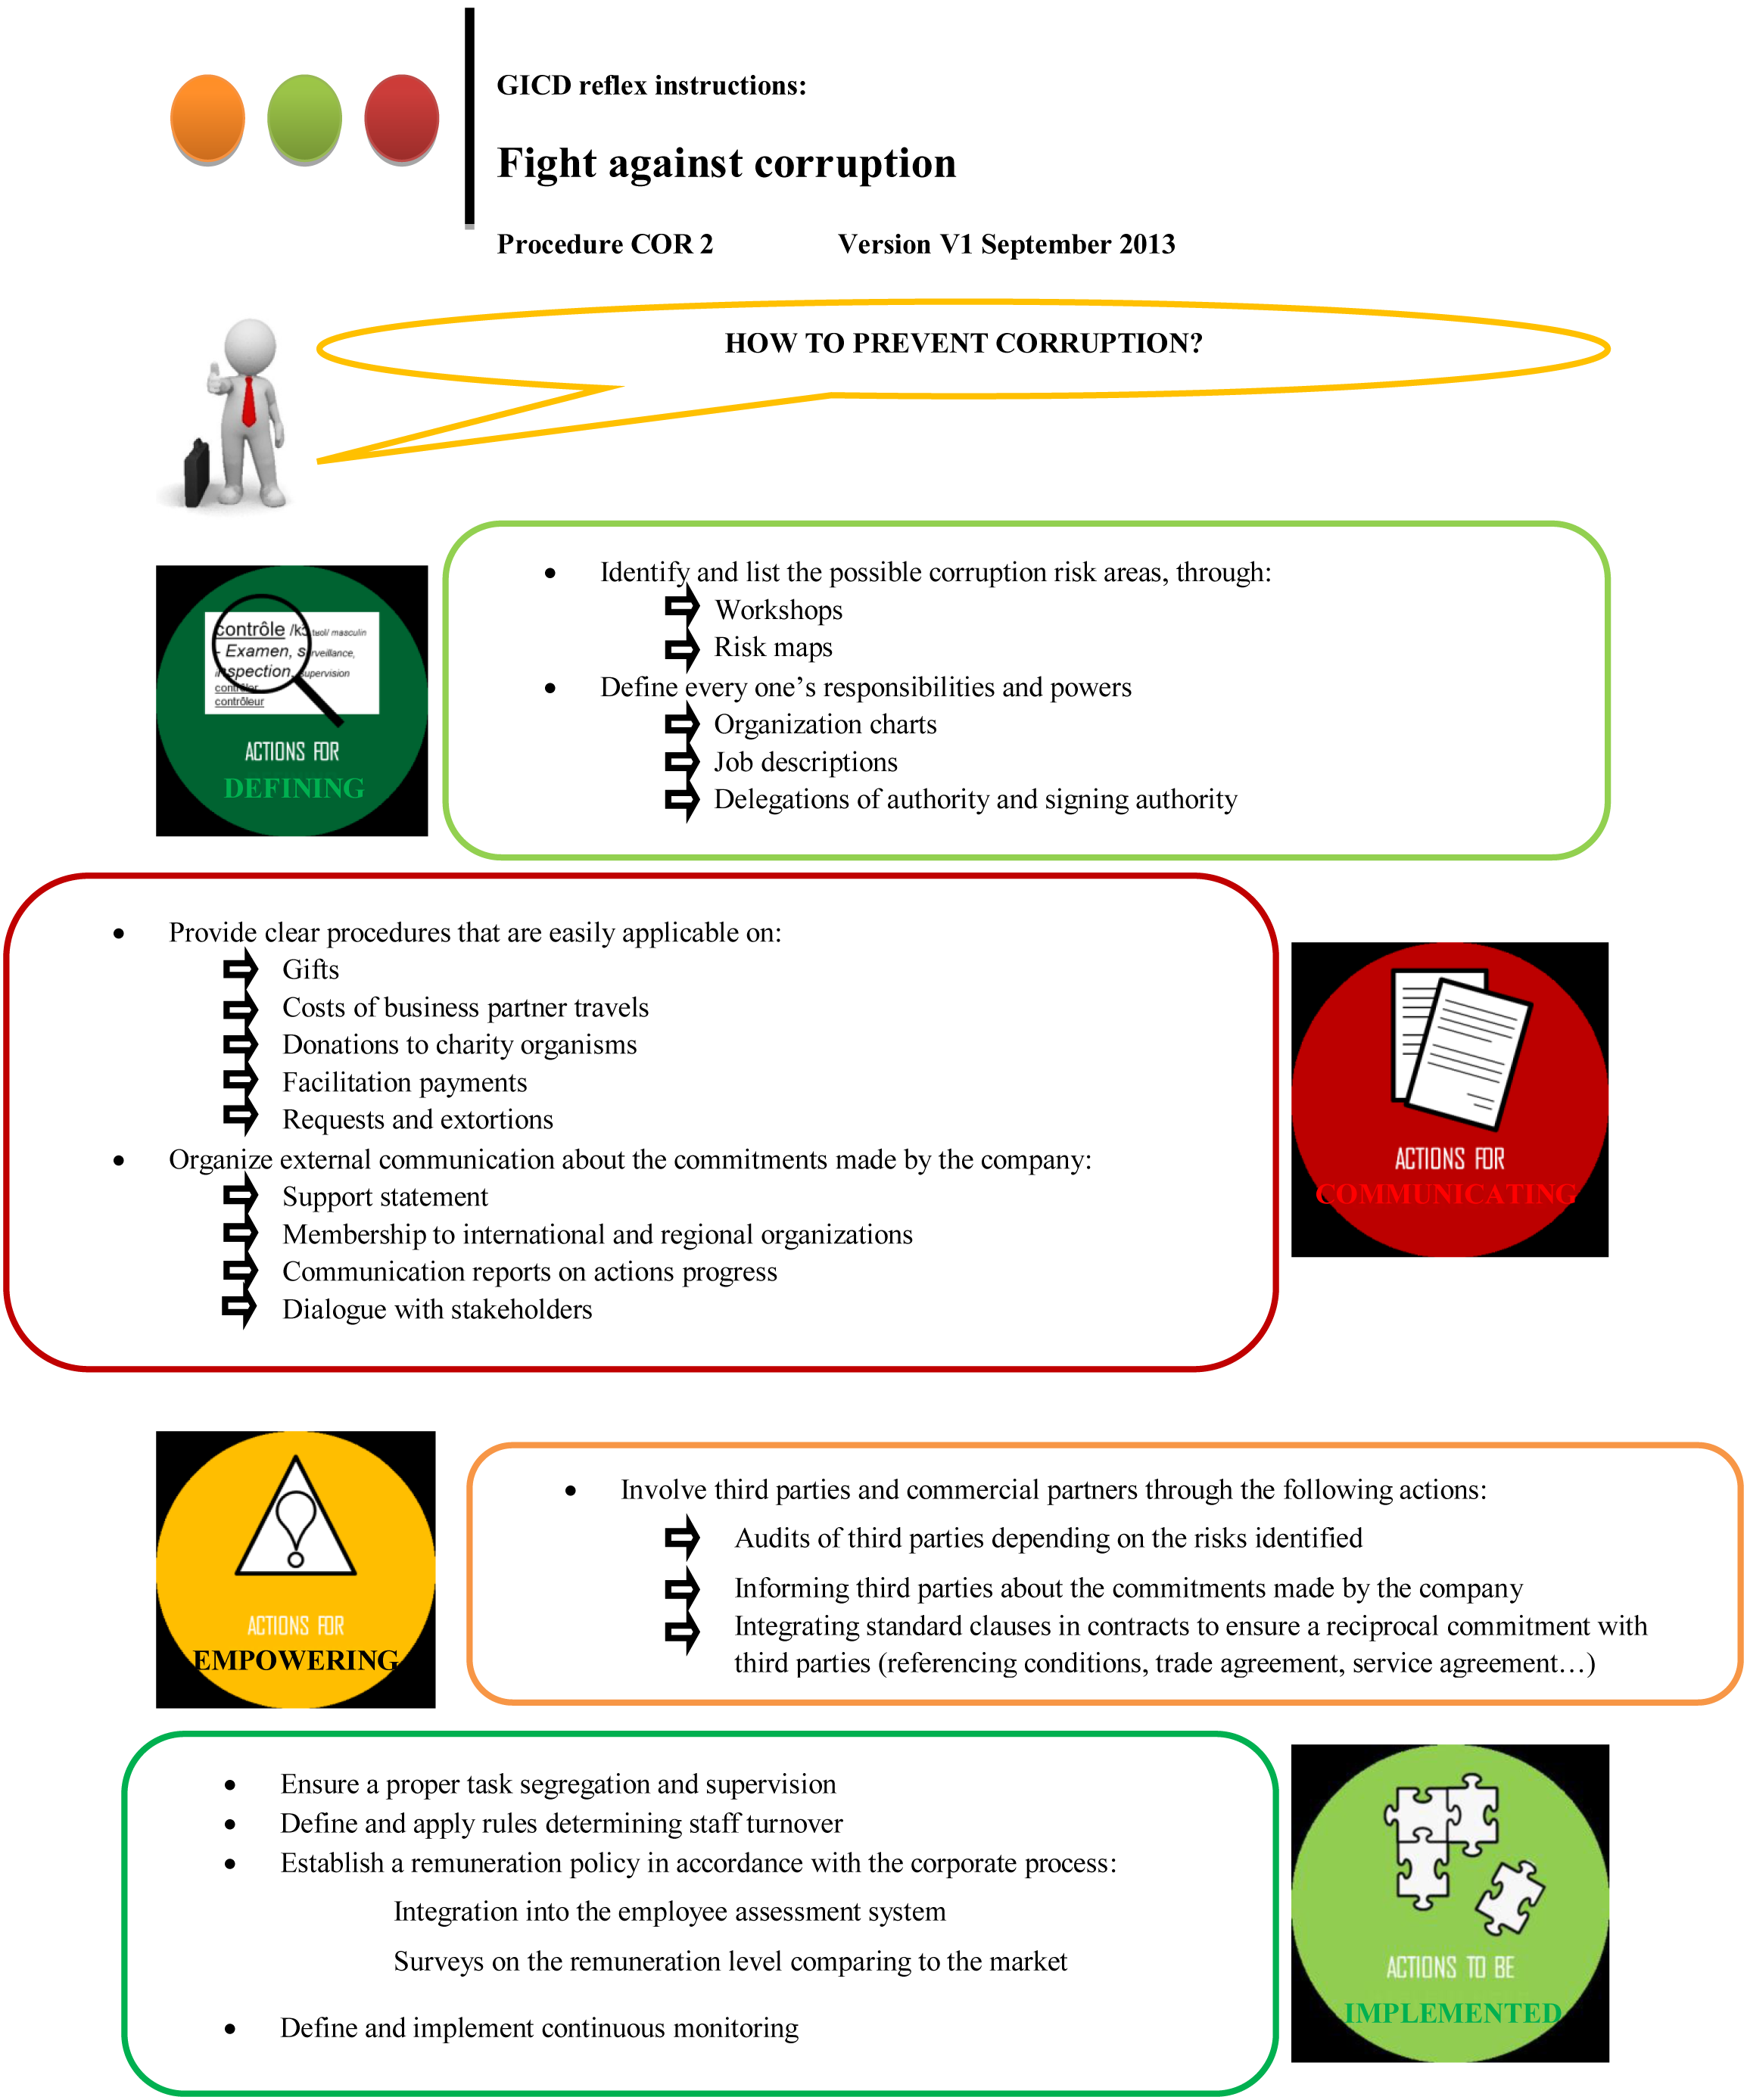 GICD reflex instructions:
Fight against corruption
Procedure COR 2 Version V1 September 2013
HOW TO PREVENT CORRUPTION?
contrôle /kɔ̃.tʁol/ masculin
- Examen, surveillance,
inspection, supervision
contrôler
contrôleur
ACTIONS FOR
DEFINING
• Identify and list the possible corruption risk areas, through:
Workshops
Risk maps
• Define every one’s responsibilities and powers
Organization charts
Job descriptions
Delegations of authority and signing authority
• Provide clear procedures that are easily applicable on:
Gifts
Costs of business partner travels
Donations to charity organisms
Facilitation payments
Requests and extortions
• Organize external communication about the commitments made by the company:
Support statement
Membership to international and regional organizations
Communication reports on actions progress
Dialogue with stakeholders
ACTIONS FOR
COMMUNICATING
ACTIONS FOR
EMPOWERING
• Involve third parties and commercial partners through the following actions:
Audits of third parties depending on the risks identified
Informing third parties about the commitments made by the company
Integrating standard clauses in contracts to ensure a reciprocal commitment with
third parties (referencing conditions, trade agreement, service agreement…)
• Ensure a proper task segregation and supervision
• Define and apply rules determining staff turnover
• Establish a remuneration policy in accordance with the corporate process:
Integration into the employee assessment system
Surveys on the remuneration level comparing to the market
• Define and implement continuous monitoring
ACTIONS TO BE
IMPLEMENTED